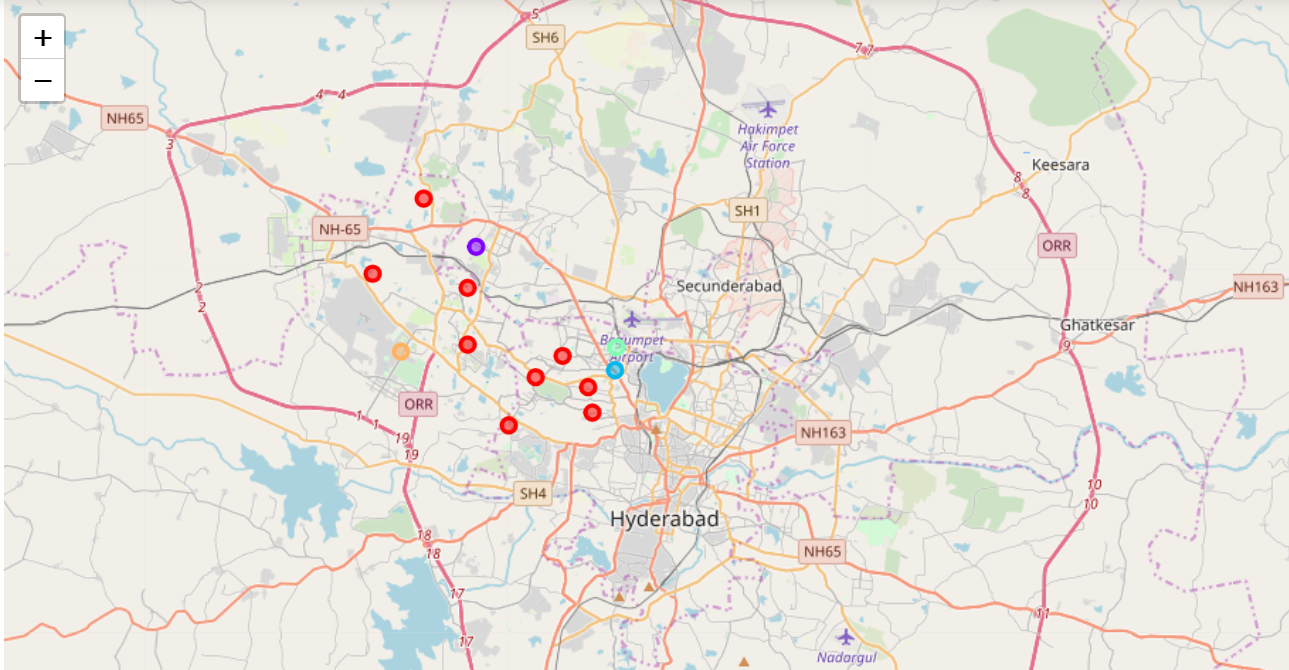 +
−
5
SH6
7 7
4 4
NH65
3
Hakimpet
Air Force
Station
Keesara
8
8
SH1
NH-65
ORR
2
2
Secunderabad
NH163
Begumpet
Airport
Ghatkesar
9
ORR
1
1
19
19
NH163
SH4
10
10
Hyderabad
18
18
NH65
17
11
17
Nadargul